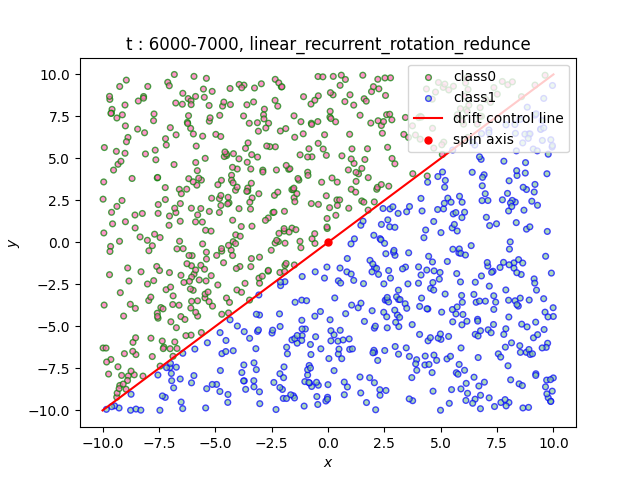 t : 6000-7000, linear_recurrent_rotation_redunce
class0
class1
drift control line
spin axis
10.0
7.5
5.0
2.5
0.0
−2.5
−5.0
−7.5
−10.0
y
−10.0 −7.5 −5.0 −2.5 0.0 2.5 5.0 7.5 10.0
x